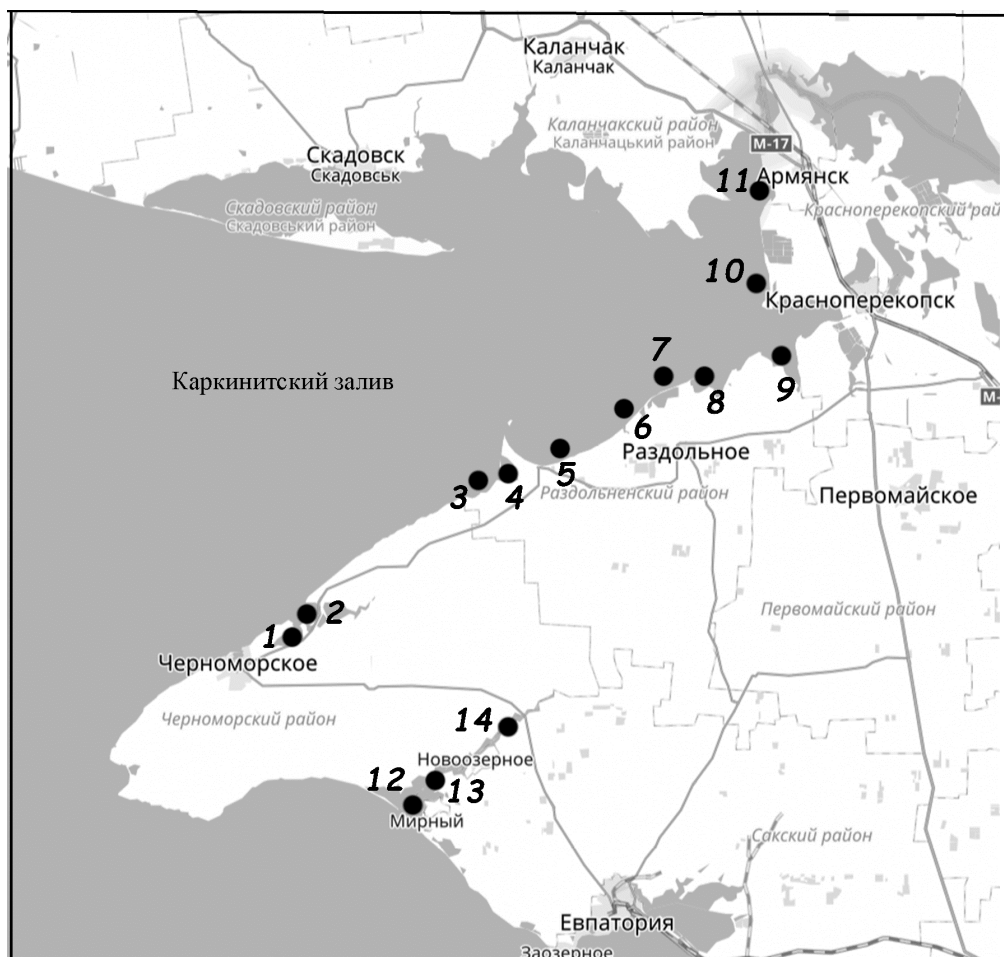 Каланчак
Каланчак
Каланчакский район
Каланчацький район
М-17
Скадовск
Скадовськ
11
Армянск
Скадовский район
Скадовський район
Красноперекопский рай
10
Красноперекопск
7
Каркинитский залив
8
9
М-
6
Раздольное
5
3
4
Раздольненский район
Первомайское
2
1
Первомайский район
Черноморское
Черноморский район
14
Новоозерное
12
13
Мирный
Сакский район
Евпатория
Заозерное